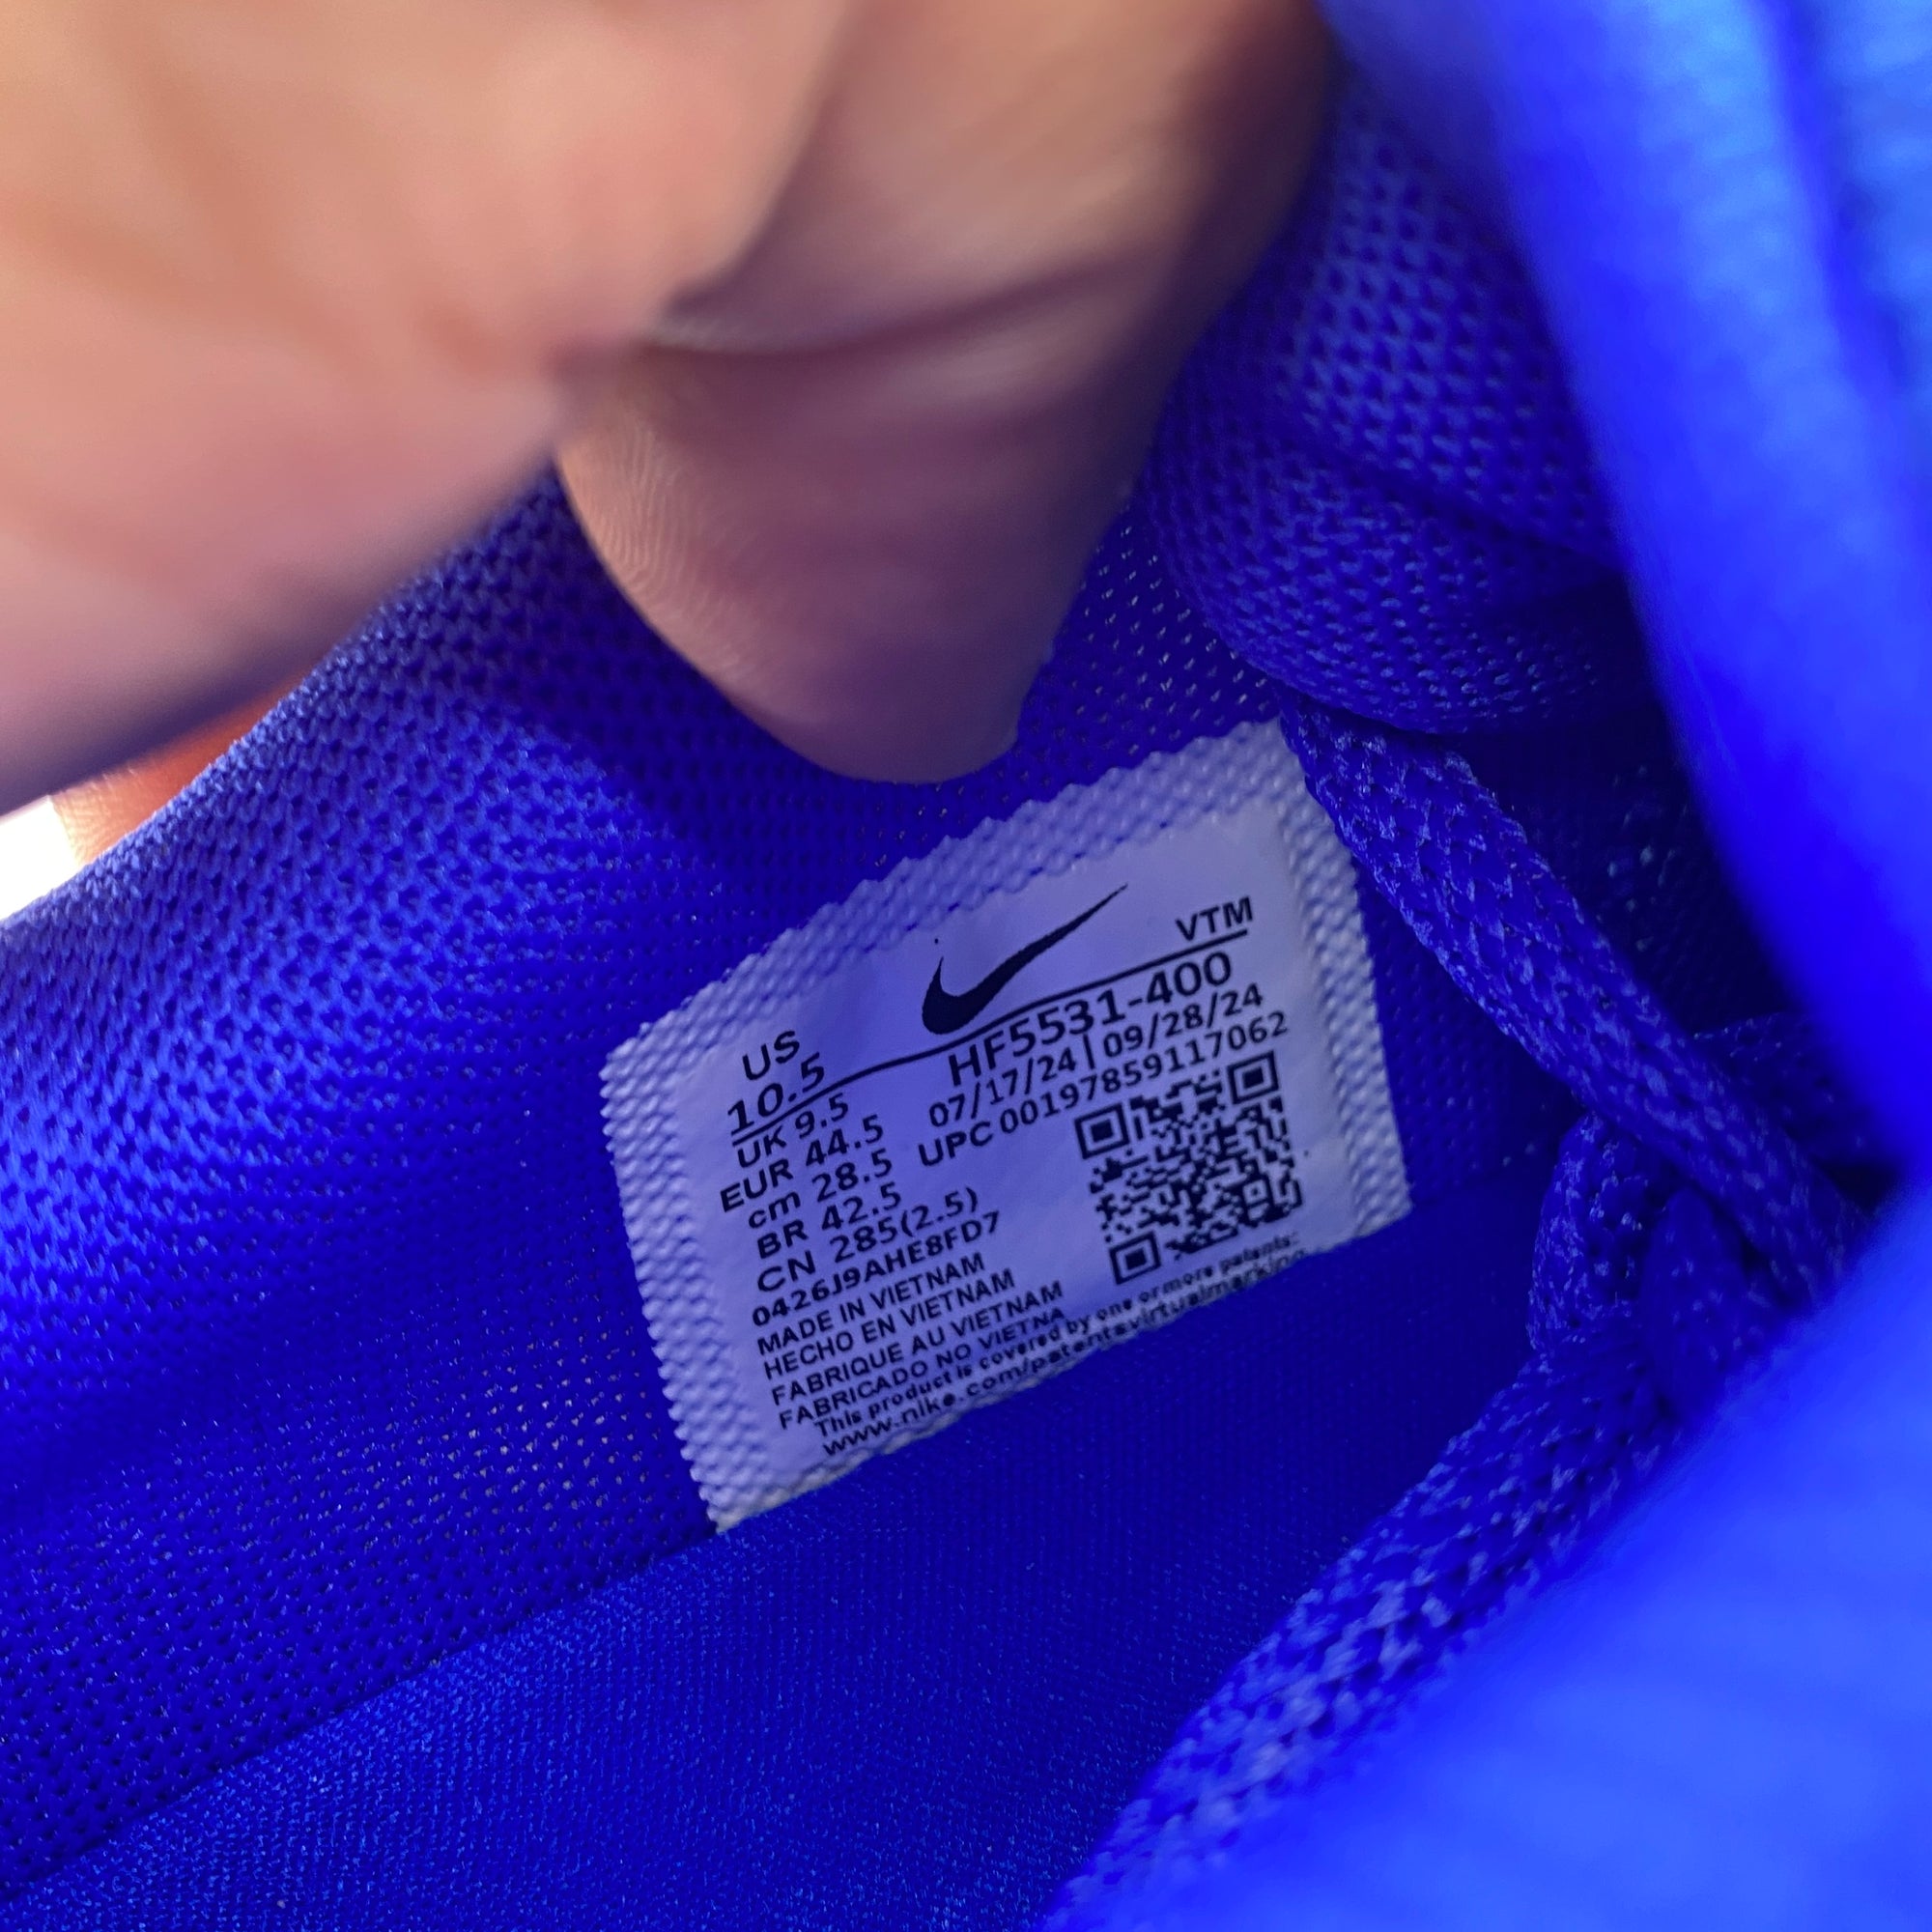 VTM
US
10.5
HF5531-400
07/17/24 | 09/28/24
UPC 00197859117062
UK 9.5
EUR 44.5
cm 28.5
BR 42.5
CN 285(2.5)
0426J9AHE8FD7
MADE IN VIETNAM
HECHO EN VIETNAM
FABRIQUE AU VIETNAM
FABRICADO NO VIETNA
This product is covered by one or more patents:
www.nike.com/patentsvirtualmarking